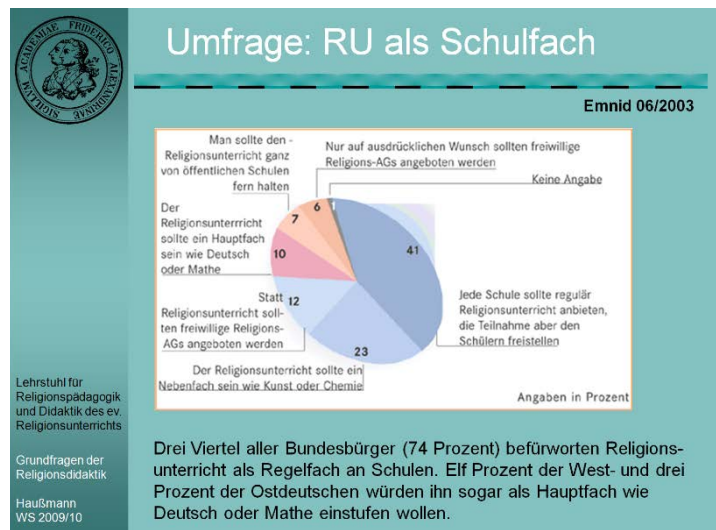 SIGILLVM ACADEMIAE FRIDERICO ALEXANDRINAE
Umfrage: RU als Schulfach
Emnid 06/2003
Man sollte den -
Religionsunterricht ganz
von öffentlichen Schulen
fern halten
Nur auf ausdrücklichen Wunsch sollten freiwillige
Religions-AGs angeboten werden
Keine Angabe
Der
Religionsunterrricht
sollte ein Hauptfach
sein wie Deutsch
oder Mathe
7
6
1
41
10
12
23
Statt
Religionsunterricht soll-
ten freiwillige Religions-
AGs angeboten werden
Jede Schule sollte regulär
Religionsunterricht anbieten,
die Teilnahme aber den
Schülern freistellen
Der Religionsunterricht sollte ein
Nebenfach sein wie Kunst oder Chemie
Angaben in Prozent
Lehrstuhl für
Religionspädagogik
und Didaktik des ev.
Religionsunterrichts
Grundfragen der
Religionsdidaktik
Haußmann
WS 2009/10
Drei Viertel aller Bundesbürger (74 Prozent) befürworten Religions-
unterricht als Regelfach an Schulen. Elf Prozent der West- und drei
Prozent der Ostdeutschen würden ihn sogar als Hauptfach wie
Deutsch oder Mathe einstufen wollen.